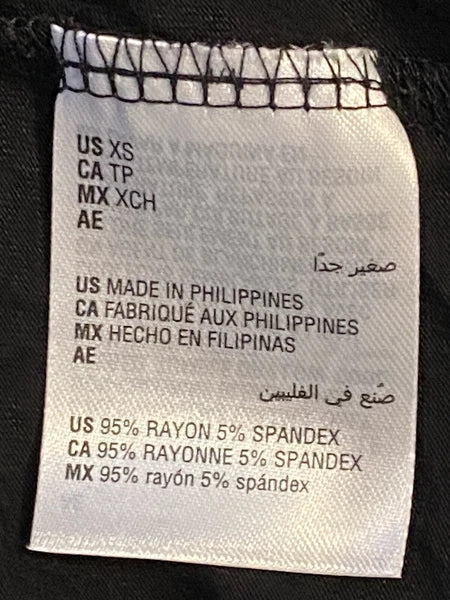 US XS
CA TP
MX XCH
AE
صغير جدًا
US MADE IN PHILIPPINES
CA FABRIQUÉ AUX PHILIPPINES
MX HECHO EN FILIPINAS
AE
صُنع في الفلبين
US 95% RAYON 5% SPANDEX
CA 95% RAYONNE 5% SPANDEX
MX 95% rayón 5% spándex